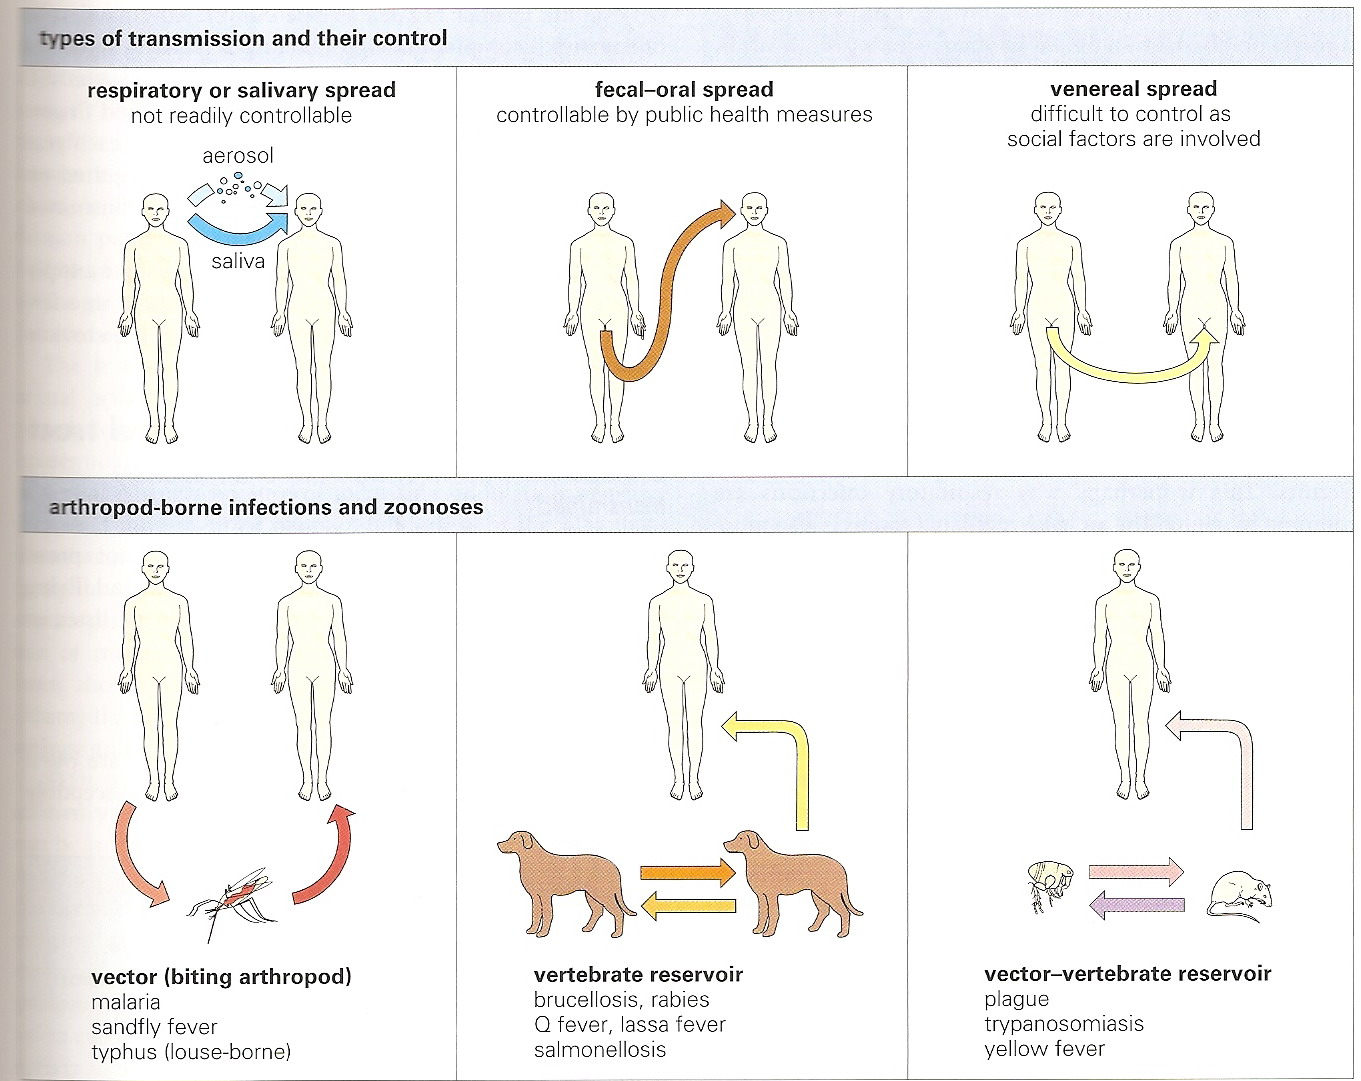 types of transmission and their control
respiratory or salivary spread
not readily controllable
aerosol
saliva
fecal–oral spread
controllable by public health measures
venereal spread
difficult to control as
social factors are involved
arthropod-borne infections and zoonoses
vector (biting arthropod)
malaria
sandfly fever
typhus (louse-borne)
vertebrate reservoir
brucellosis, rabies
Q fever, lassa fever
salmonellosis
vector–vertebrate reservoir
plague
trypanosomiasis
yellow fever